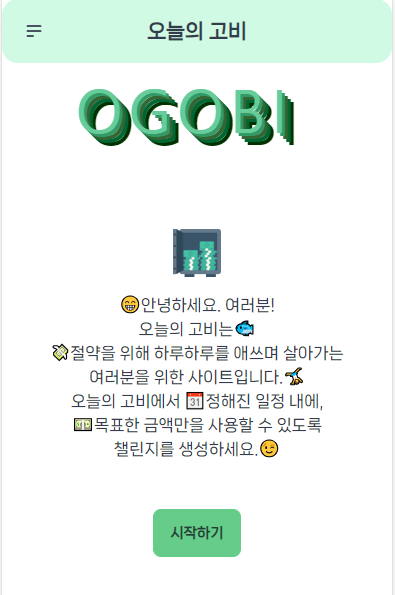 오늘의 고비
OGOBI
😁안녕하세요. 여러분!
오늘의 고비는🐟
💸절약을 위해 하루하루를 애쓰며 살아가는
여러분을 위한 사이트입니다.🤸
오늘의 고비에서 📅정해진 일정 내에,
💵목표한 금액만을 사용할 수 있도록
챌린지를 생성하세요.😉
시작하기